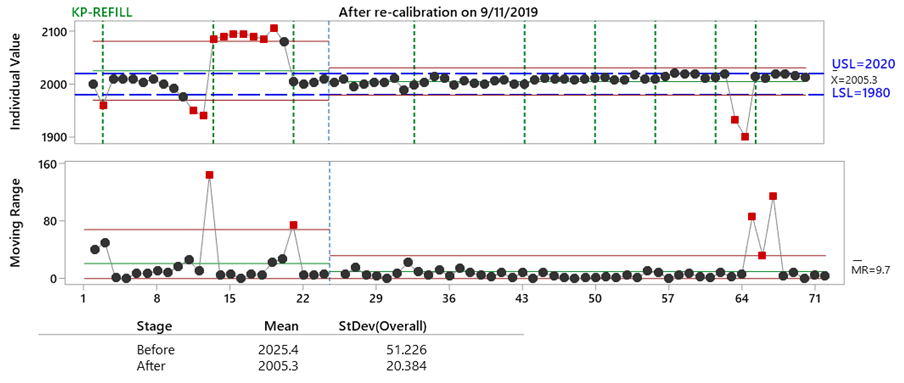 KP-REFILL
After re-calibration on 9/11/2019
Individual Value
2100
2000
1900
USL=2020
X=2005.3
LSL=1980
Moving Range
160
80
0
MR=9.7
1 8 15 22 29 36 43 50 57 64 71
Stage Mean StDev(Overall)
Before 2025.4 51.226
After 2005.3 20.384